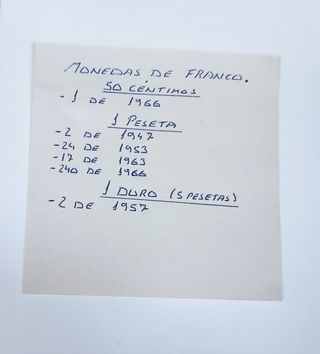 MONEDAS DE FRANCO.
50 CÉNTIMOS
- 1 DE 1966
1 PESETA
- 2 DE 1947
- 24 DE 1953
- 17 DE 1963
- 240 DE 1966
1 DURO (5 PESETAS)
- 2 DE 1957